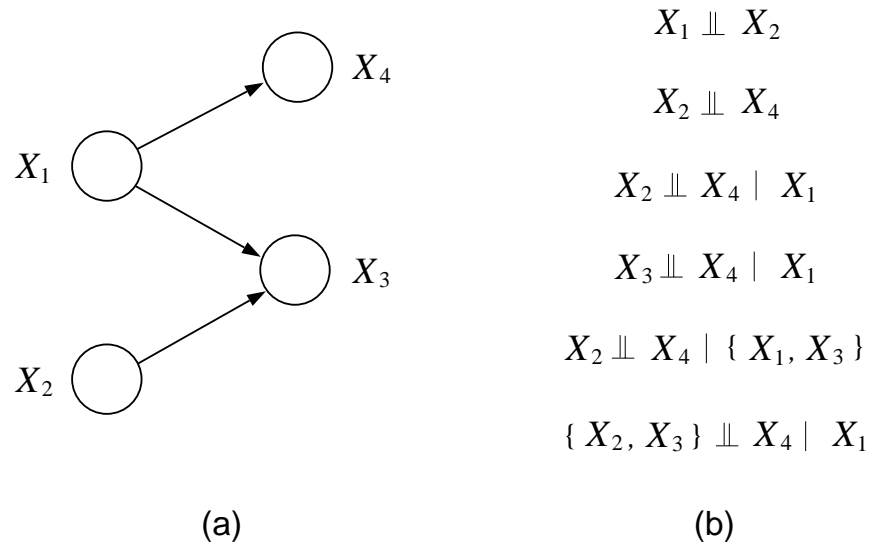 X₄
X₁
X₃
X₂
(a)
X₁ ⫫ X₂
X₂ ⫫ X₄
X₂ ⫫ X₄ | X₁
X₃ ⫫ X₄ | X₁
X₂ ⫫ X₄ | { X₁, X₃ }
{ X₂, X₃ } ⫫ X₄ | X₁
(b)